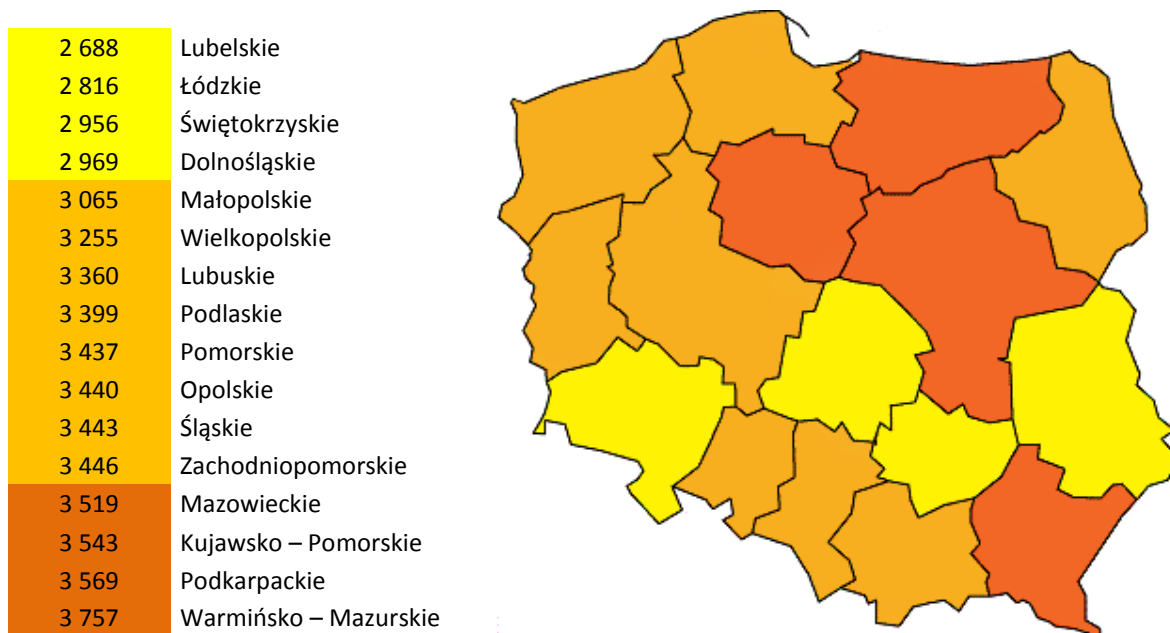 2 688 Lubelskie
2 816 Łódzkie
2 956 Świętokrzyskie
2 969 Dolnośląskie
3 065 Małopolskie
3 255 Wielkopolskie
3 360 Lubuskie
3 399 Podlaskie
3 437 Pomorskie
3 440 Opolskie
3 443 Śląskie
3 446 Zachodniopomorskie
3 519 Mazowieckie
3 543 Kujawsko – Pomorskie
3 569 Podkarpackie
3 757 Warmińsko – Mazurskie